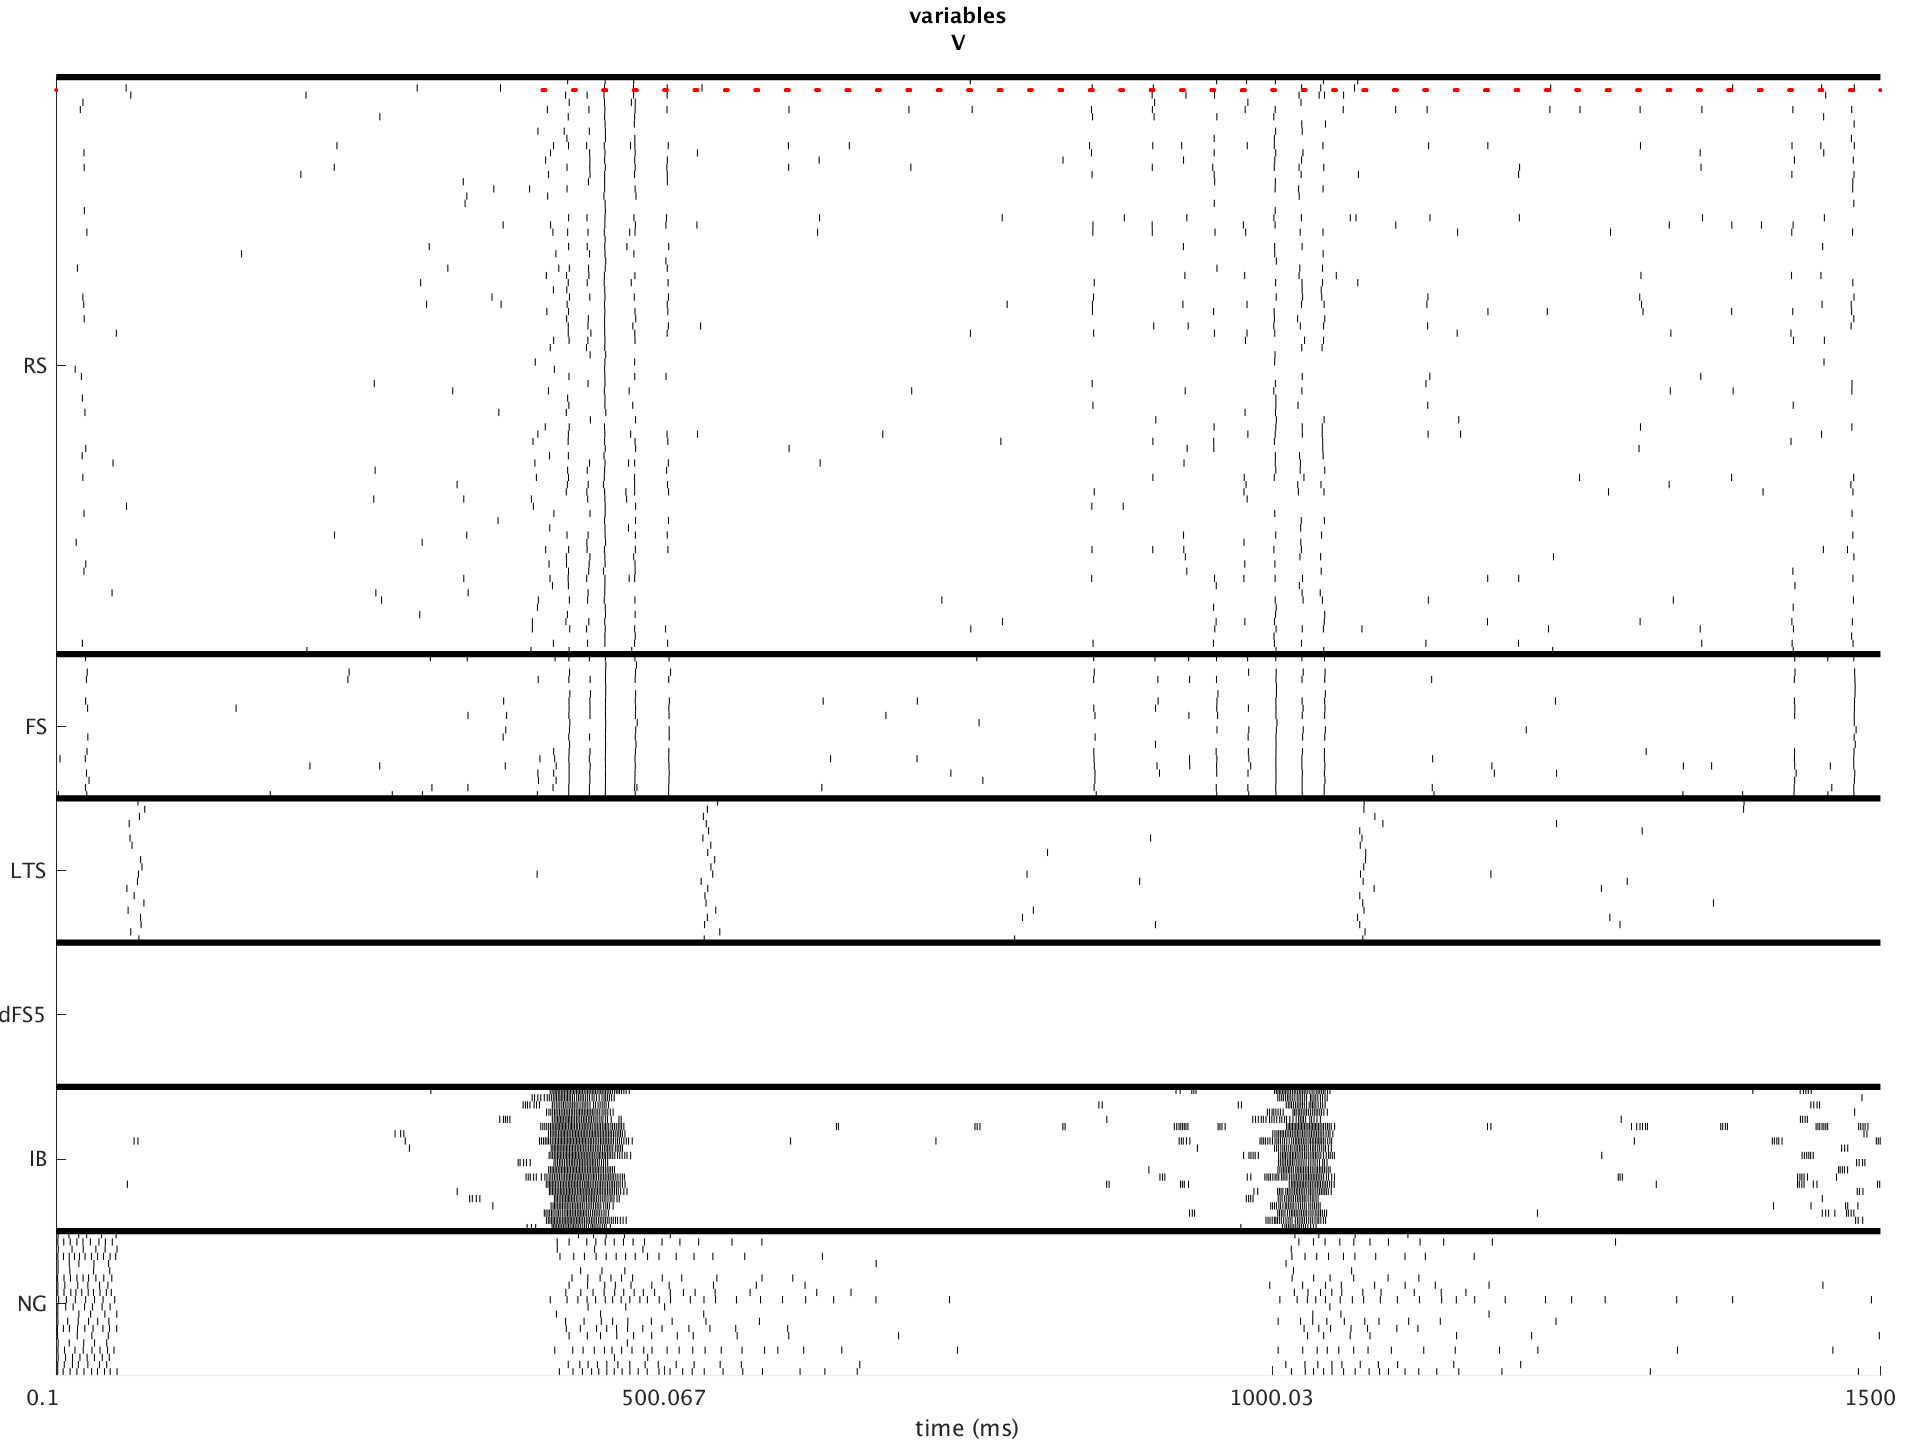 variables
V
RS
FS
LTS
dFS5
IB
NG
0.1
500.067
1000.03
1500
time (ms)